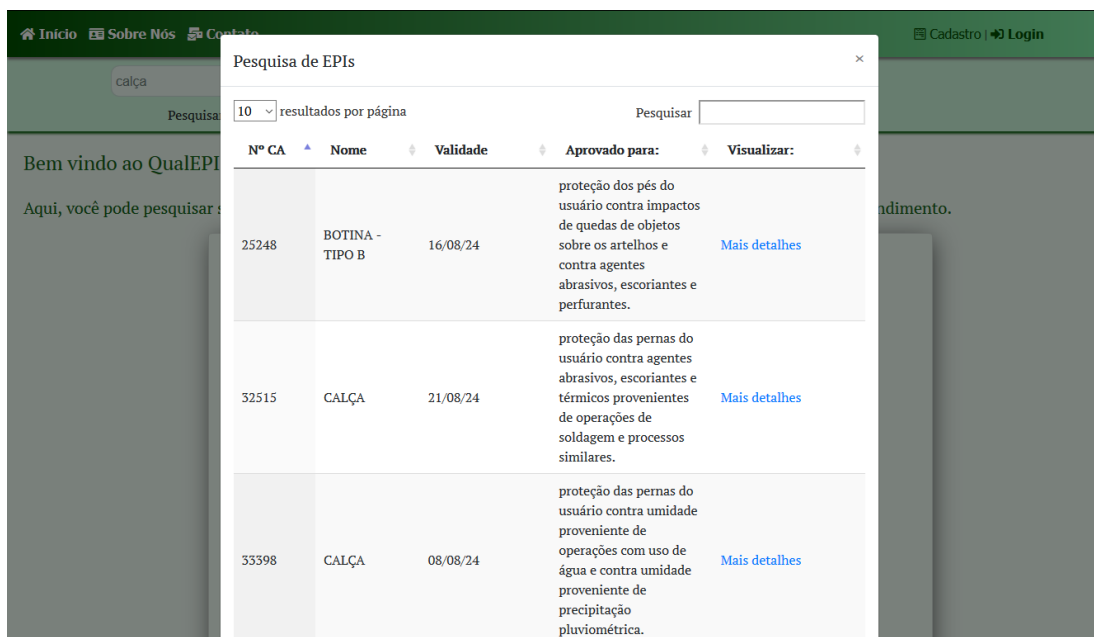 Início Sobre Nós Contato
Cadastro | Login
calça
Pesquisa
Bem vindo ao QualEPI
Aqui, você pode pesquisar
ndimento.
Pesquisa de EPIs
×
10 resultados por página
Pesquisar
Nº CA Nome Validade Aprovado para: Visualizar:
proteção dos pés do
usuário contra impactos
de quedas de objetos
25248 BOTINA - TIPO B 16/08/24 sobre os artelhos e Mais detalhes
contra agentes
abrasivos, escoriantes e
perfurantes.
proteção das pernas do
usuário contra agentes
abrasivos, escoriantes e
32515 CALÇA 21/08/24 térmicos provenientes Mais detalhes
de operações de
soldagem e processos
similares.
proteção das pernas do
usuário contra umidade
proveniente de
33398 CALÇA 08/08/24 operações com uso de Mais detalhes
água e contra umidade
proveniente de
precipitação
pluviométrica.